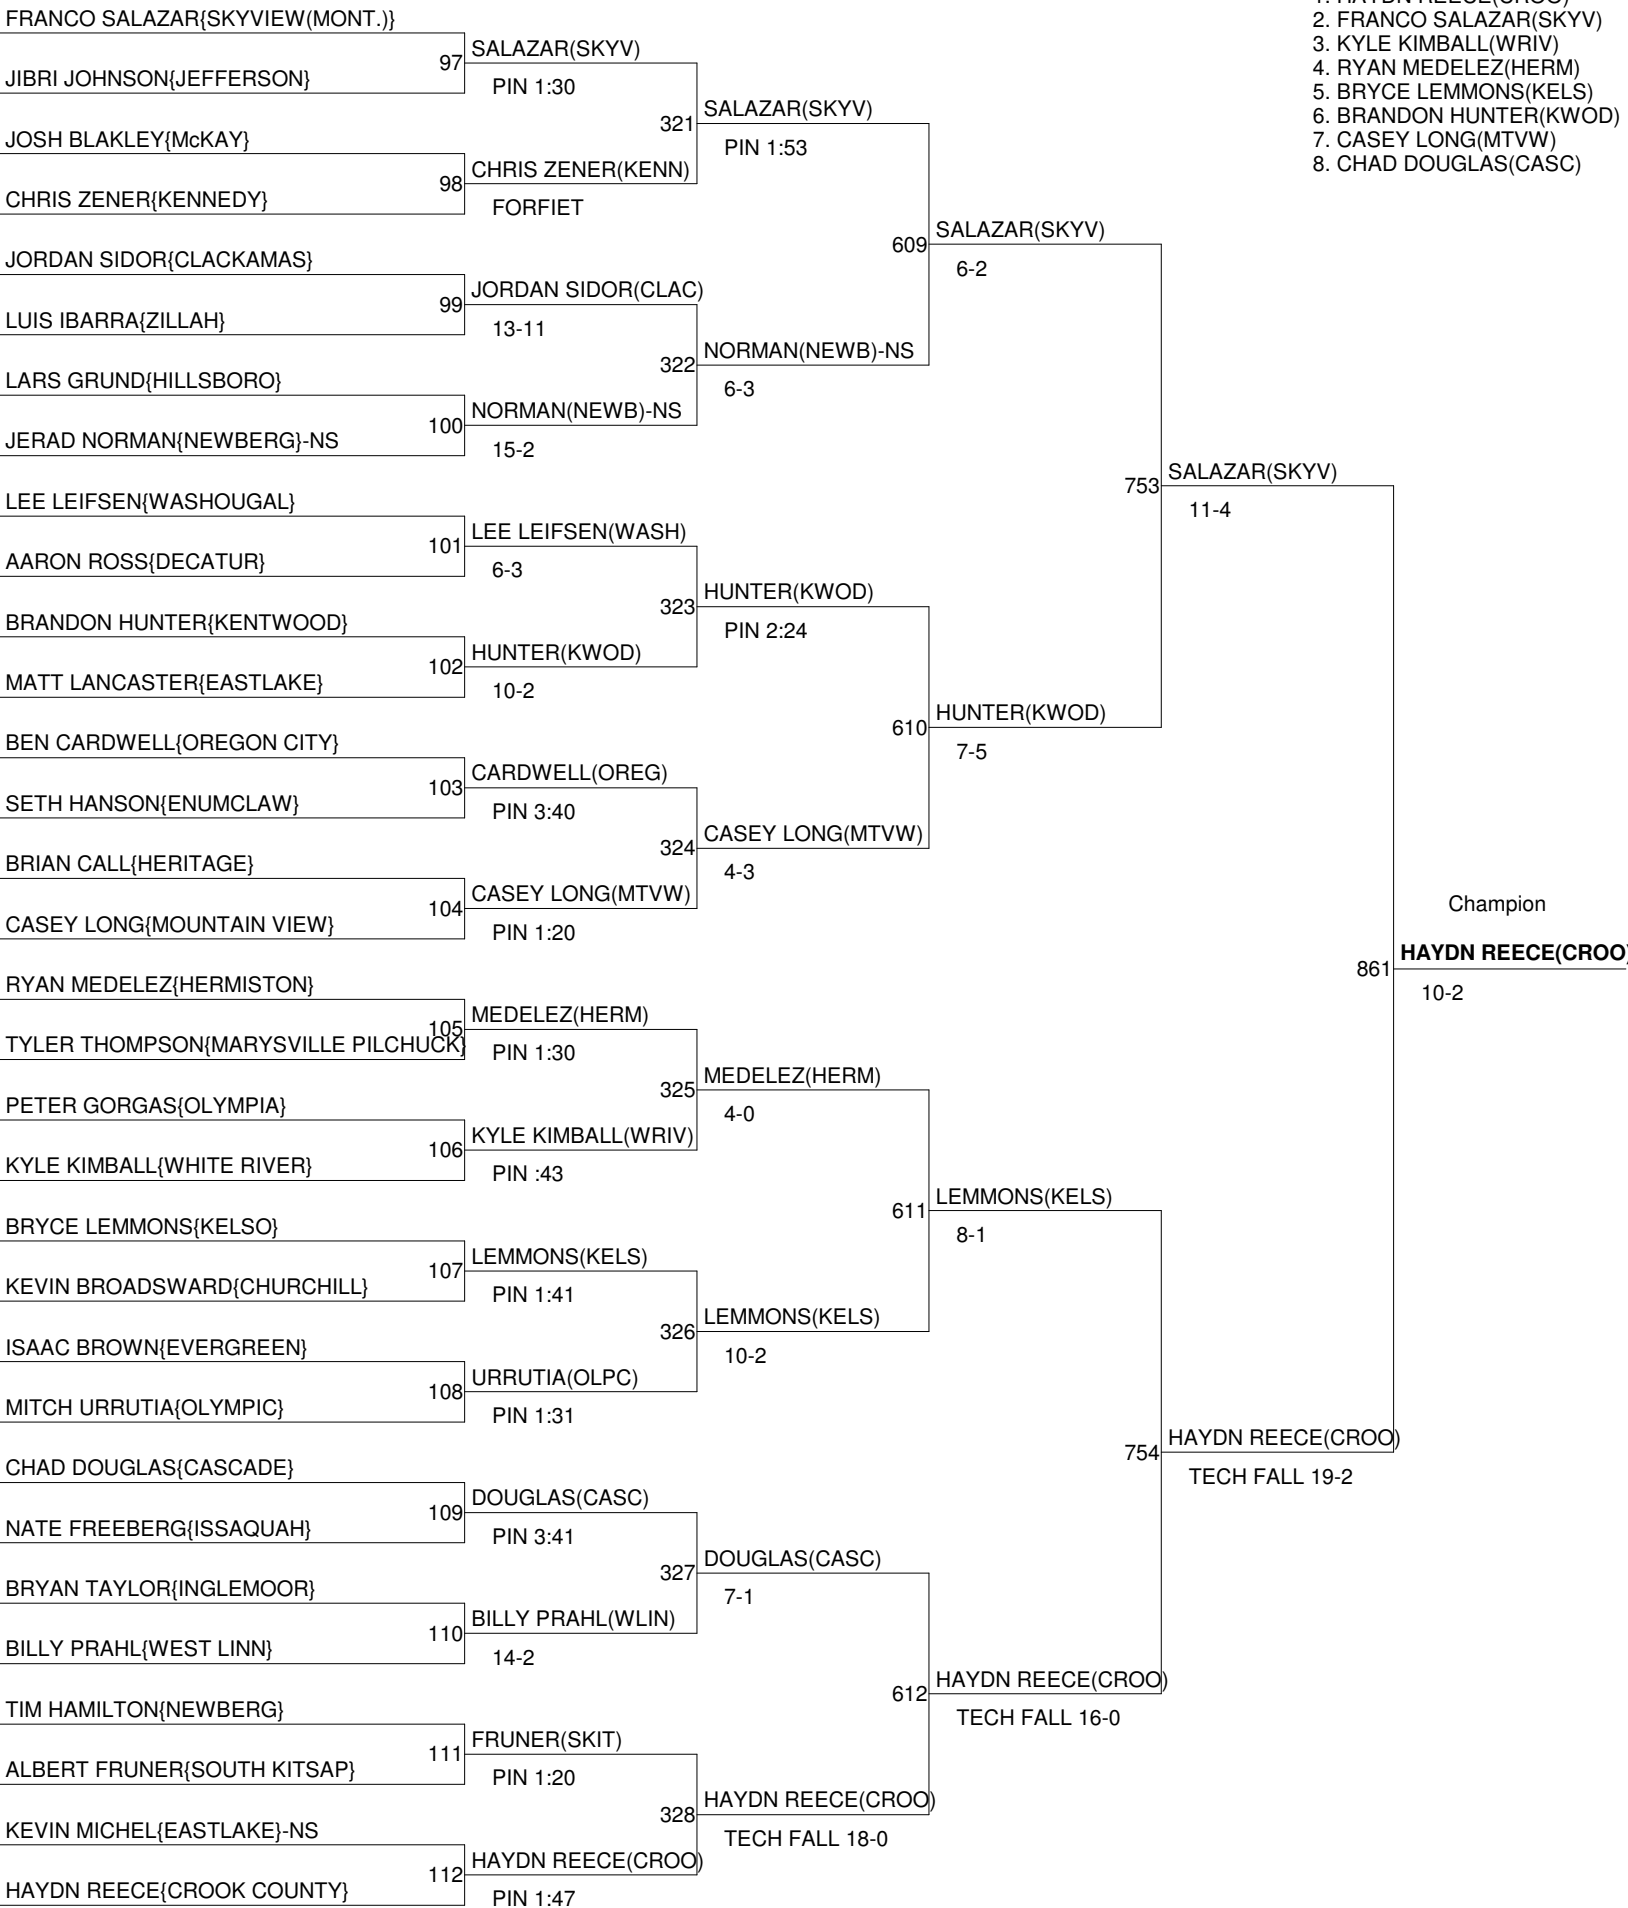 FRANCO SALAZAR{SKYVIEW(MONT.)}
97
JIBRI JOHNSON{JEFFERSON}
JOSH BLAKLEY{McKAY}
98
CHRIS ZENER{KENNEDY}
JORDAN SIDOR{CLACKAMAS}
99
LUIS IBARRA{ZILLAH}
LARS GRUND{HILLSBORO}
100
JERAD NORMAN{NEWBERG}-NS
LEE LEIFSEN{WASHOUGAL}
101
AARON ROSS{DECATUR}
BRANDON HUNTER{KENTWOOD}
102
MATT LANCASTER{EASTLAKE}
BEN CARDWELL{OREGON CITY}
103
SETH HANSON{ENUMCLAW}
BRIAN CALL{HERITAGE}
104
CASEY LONG{MOUNTAIN VIEW}
RYAN MEDELEZ{HERMISTON}
105
TYLER THOMPSON{MARYSVILLE PILCHUCK}
PETER GORGAS{OLYMPIA}
106
KYLE KIMBALL{WHITE RIVER}
BRYCE LEMMONS{KELSO}
107
KEVIN BROADSWARD{CHURCHILL}
ISAAC BROWN{EVERGREEN}
108
MITCH URRUTIA{OLYMPIC}
CHAD DOUGLAS{CASCADE}
109
NATE FREEBERG{ISSAQUAH}
BRYAN TAYLOR{INGLEMOOR}
110
BILLY PRAHL{WEST LINN}
TIM HAMILTON{NEWBERG}
111
ALBERT FRUNER{SOUTH KITSAP}
KEVIN MICHEL{EASTLAKE}-NS
112
HAYDN REECE{CROOK COUNTY}
SALAZAR(SKYV)
PIN 1:30
321
CHRIS ZENER(KENN)
FORFIET
JORDAN SIDOR(CLAC)
13-11
322
NORMAN(NEWB)-NS
15-2
LEE LEIFSEN(WASH)
6-3
323
HUNTER(KWOD)
10-2
CARDWELL(OREG)
PIN 3:40
324
CASEY LONG(MTVW)
PIN 1:20
MEDELEZ(HERM)
PIN 1:30
325
KYLE KIMBALL(WRIV)
PIN :43
LEMMONS(KELS)
PIN 1:41
326
URRUTIA(OLPC)
PIN 1:31
DOUGLAS(CASC)
PIN 3:41
327
BILLY PRAHL(WLIN)
14-2
FRUNER(SKIT)
PIN 1:20
328
HAYDN REECE(CROO)
PIN 1:47
SALAZAR(SKYV)
PIN 1:53
609
NORMAN(NEWB)-NS
6-3
HUNTER(KWOD)
PIN 2:24
610
CASEY LONG(MTVW)
4-3
MEDELEZ(HERM)
4-0
611
LEMMONS(KELS)
10-2
DOUGLAS(CASC)
7-1
612
HAYDN REECE(CROO)
TECH FALL 18-0
SALAZAR(SKYV)
6-2
753
HUNTER(KWOD)
7-5
LEMMONS(KELS)
8-1
754
HAYDN REECE(CROO)
TECH FALL 16-0
SALAZAR(SKYV)
11-4
861
HAYDN REECE(CROO)
TECH FALL 19-2
Champion
HAYDN REECE(CROO)
10-2
1. HAYDN REECE(CROO)
2. FRANCO SALAZAR(SKYV)
3. KYLE KIMBALL(WRIV)
4. RYAN MEDELEZ(HERM)
5. BRYCE LEMMONS(KELS)
6. BRANDON HUNTER(KWOD)
7. CASEY LONG(MTVW)
8. CHAD DOUGLAS(CASC)